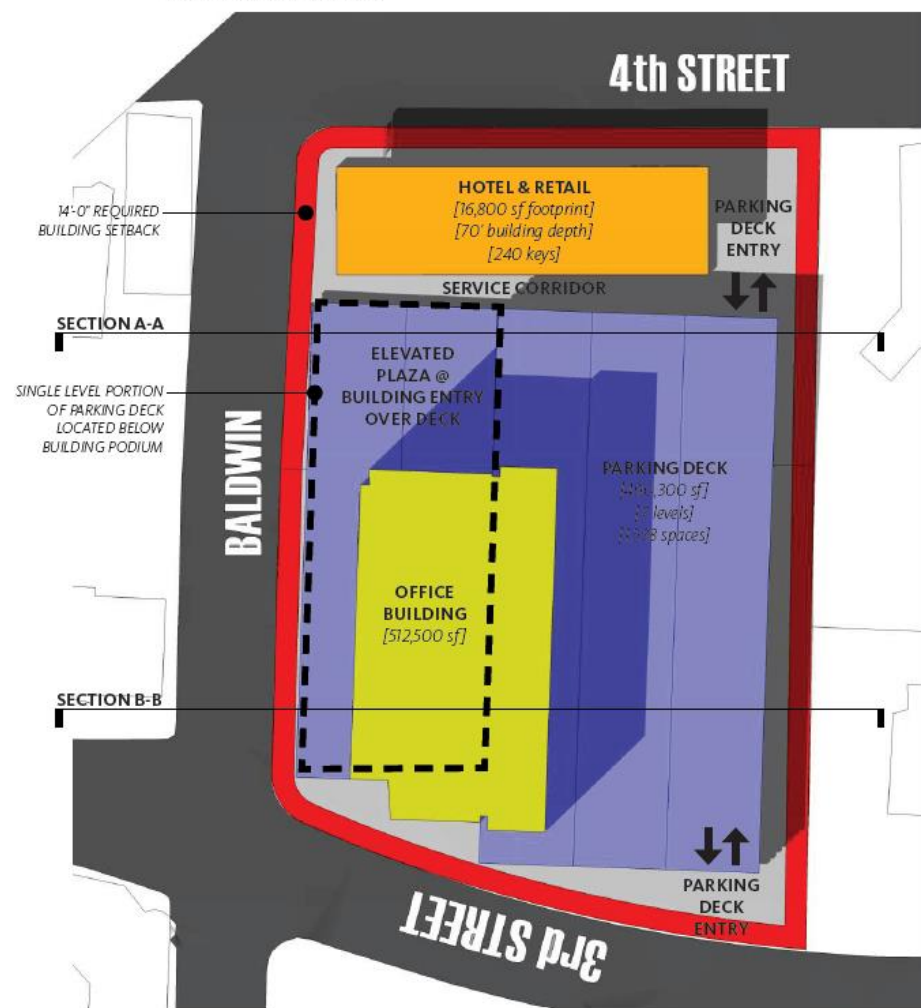 4th STREET
HOTEL & RETAIL
[16,800 sf footprint]
[70' building depth]
[240 keys]
PARKING
DECK
ENTRY
14'-0" REQUIRED
BUILDING SETBACK
SERVICE CORRIDOR
SECTION A-A
ELEVATED
PLAZA @
BUILDING ENTRY
OVER DECK
SINGLE LEVEL PORTION
OF PARKING DECK
LOCATED BELOW
BUILDING PODIUM
BALDWIN
PARKING DECK
levels]
spaces]
OFFICE
BUILDING
[512,500 sf]
SECTION B-B
PARKING
DECK
ENTRY
3rd STREET